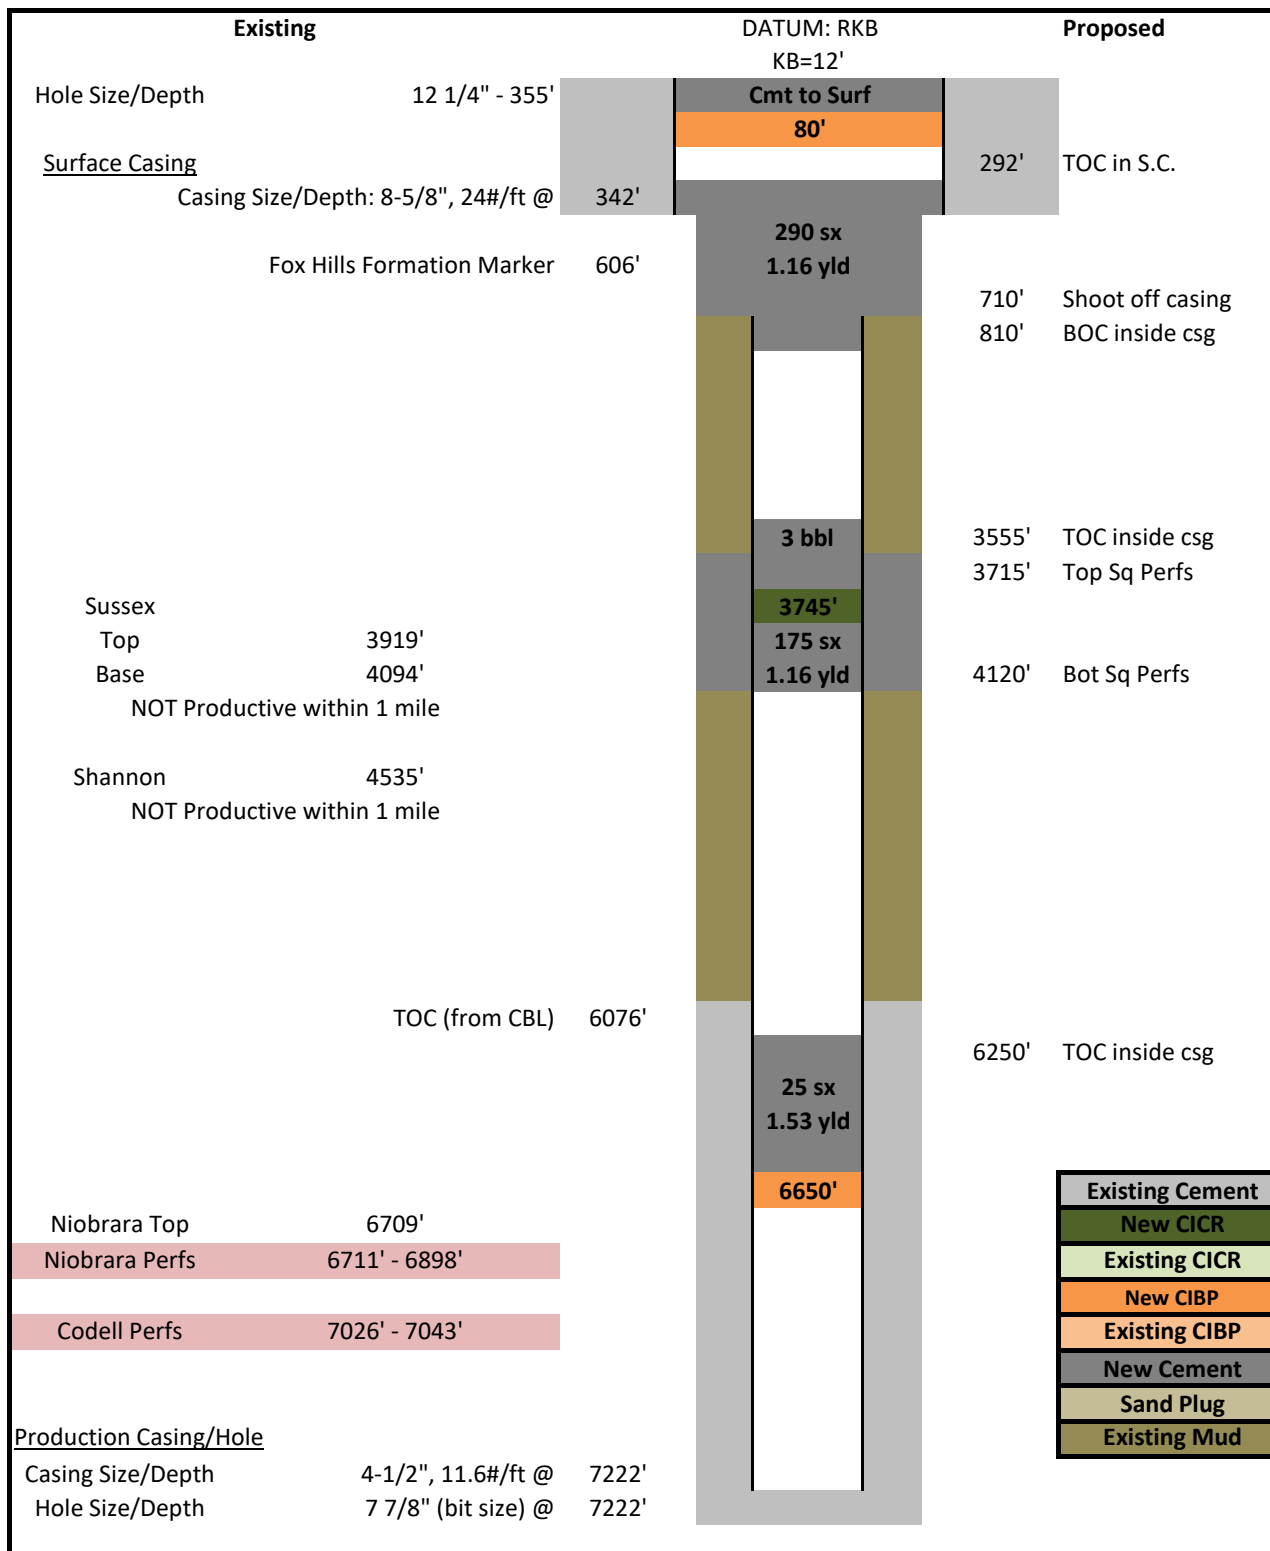 Existing DATUM: RKB Proposed
KB=12'
Hole Size/Depth 12 1/4" - 355' Cmt to Surf
80'
Surface Casing 292' TOC in S.C.
Casing Size/Depth: 8-5/8", 24#/ft @ 342'
290 sx
Fox Hills Formation Marker 606' 1.16 yld
710' Shoot off casing
810' BOC inside csg
3 bbl 3555' TOC inside csg
3715' Top Sq Perfs
Sussex 3745'
Top 3919' 175 sx
Base 4094' 1.16 yld 4120' Bot Sq Perfs
NOT Productive within 1 mile
Shannon 4535'
NOT Productive within 1 mile
TOC (from CBL) 6076'
6250' TOC inside csg
25 sx
1.53 yld
6650' Existing Cement
Niobrara Top 6709' New CICR
Niobrara Perfs 6711' - 6898' Existing CICR
New CIBP
Codell Perfs 7026' - 7043' Existing CIBP
New Cement
Sand Plug
Production Casing/Hole Existing Mud
Casing Size/Depth 4-1/2", 11.6#/ft @ 7222'
Hole Size/Depth 7 7/8" (bit size) @ 7222'